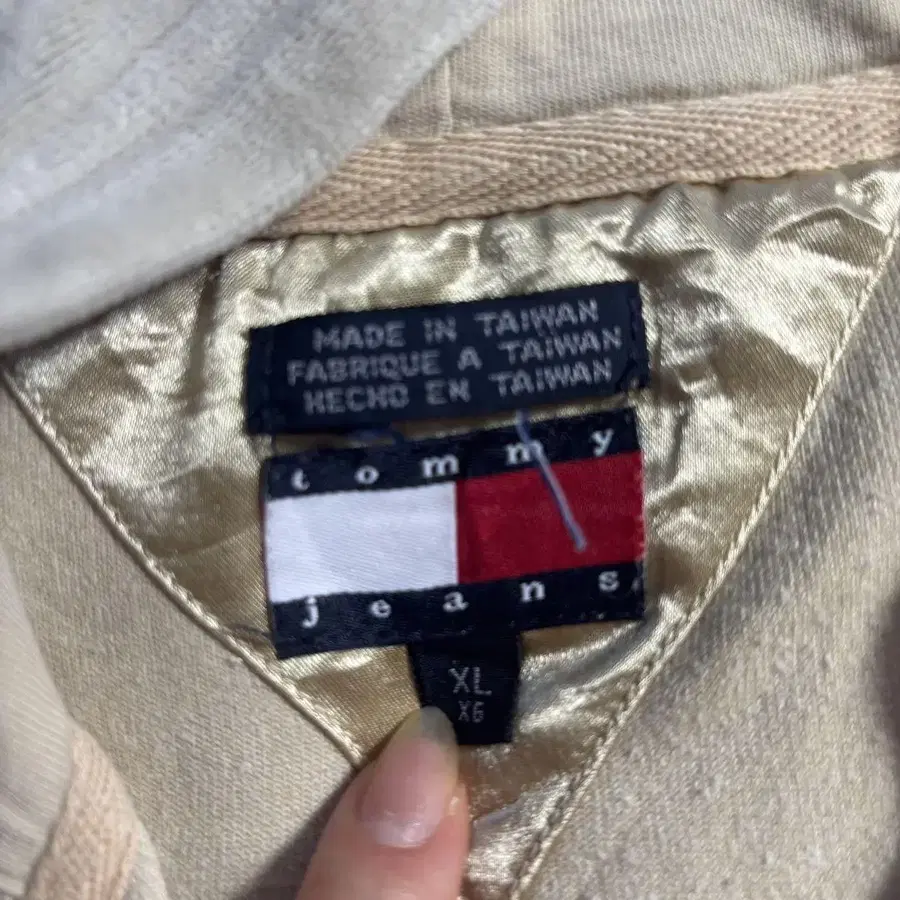 MADE IN TAIWAN
FABRIQUE A TAIWAN
HECHO EN TAIWAN
tommy
jeans
XL
XG